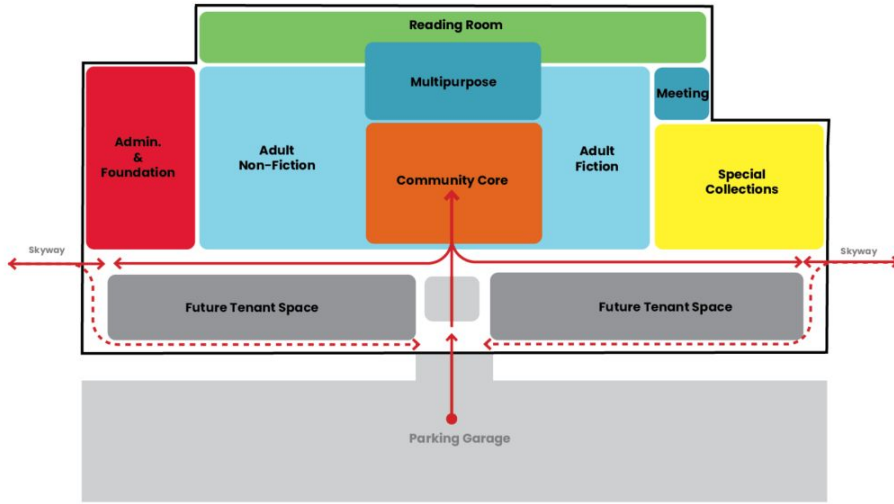 Reading Room
Multipurpose
Meeting
Admin.
&
Foundation
Adult
Non-Fiction
Community Core
Adult
Fiction
Special
Collections
Skyway
Skyway
Future Tenant Space
Future Tenant Space
Parking Garage